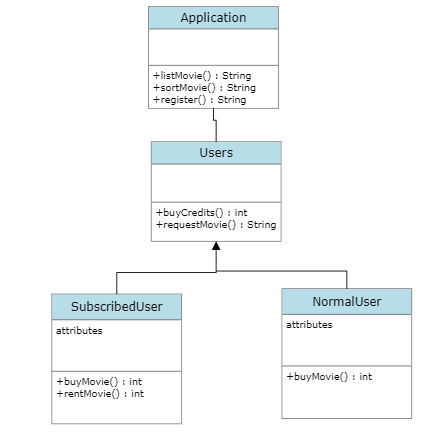 Application
+listMovie() : String
+sortMovie() : String
+register() : String
Users
+buyCredits() : int
+requestMovie() : String
SubscribedUser
attributes
+buyMovie() : int
+rentMovie() : int
NormalUser
attributes
+buyMovie() : int